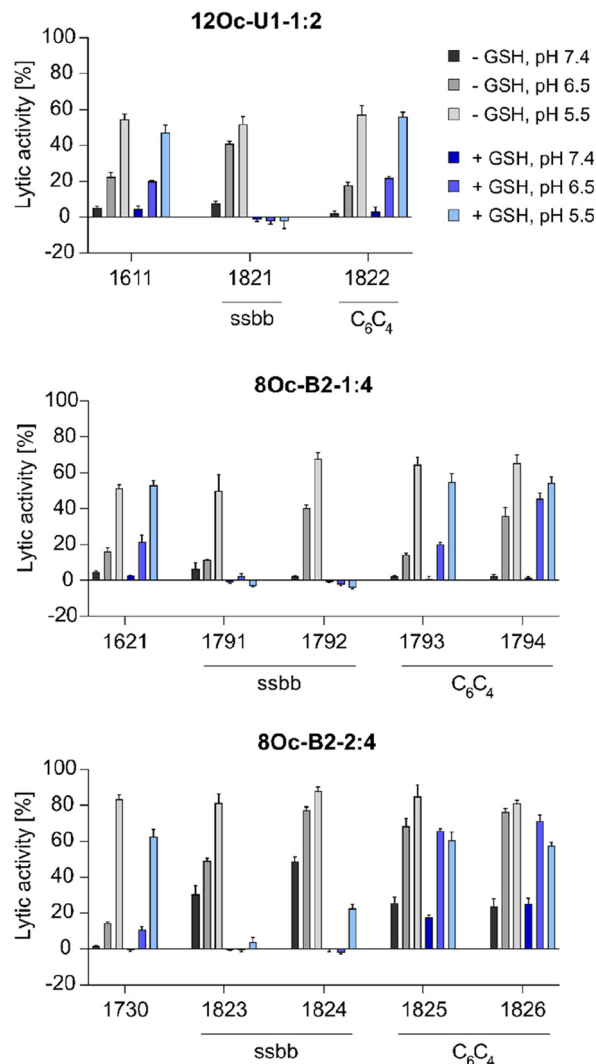 12Oc-U1-1:2
Lytic activity [%]
100
80
60
40
20
0
-20
1611
1821
1822
ssbb
C₆C₄
- GSH, pH 7.4
- GSH, pH 6.5
- GSH, pH 5.5
+ GSH, pH 7.4
+ GSH, pH 6.5
+ GSH, pH 5.5
8Oc-B2-1:4
Lytic activity [%]
100
80
60
40
20
0
-20
1621
1791
1792
1793
1794
ssbb
C₆C₄
8Oc-B2-2:4
Lytic activity [%]
100
80
60
40
20
0
-20
1730
1823
1824
1825
1826
ssbb
C₆C₄